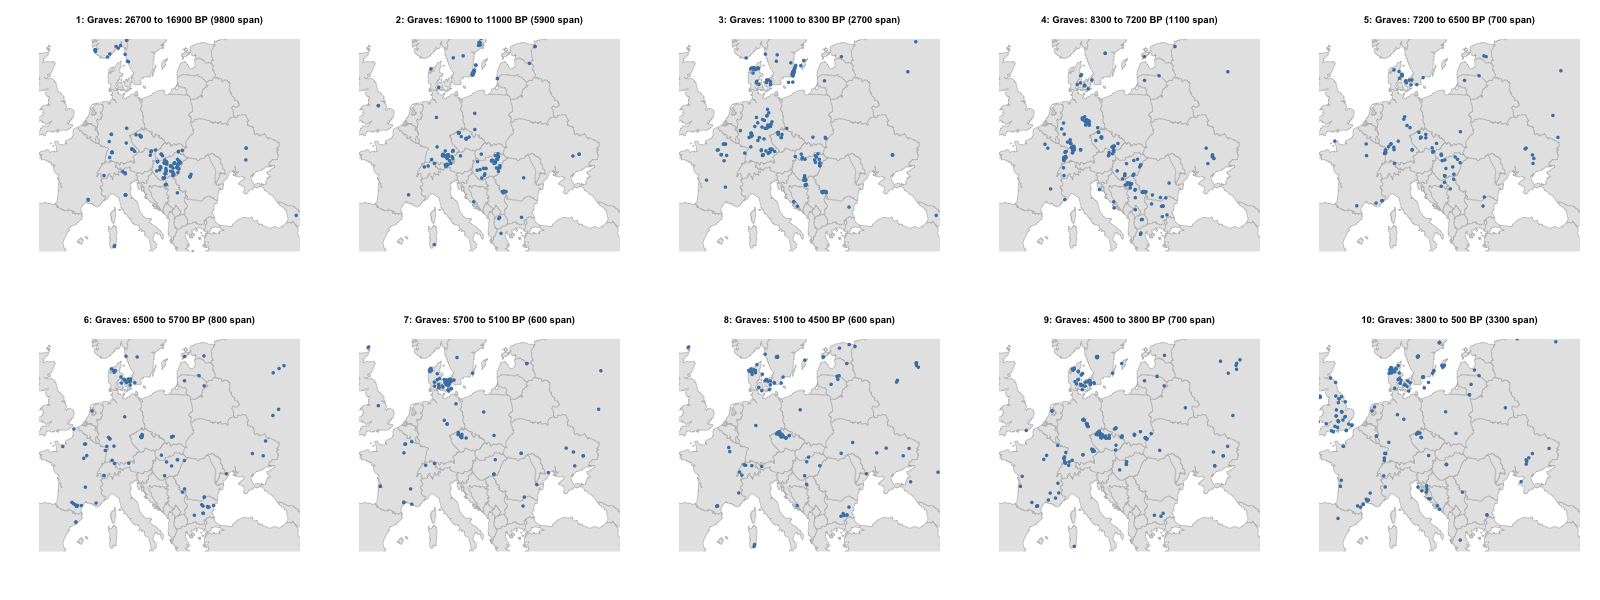 1: Graves: 26700 to 16900 BP (9800 span)
2: Graves: 16900 to 11000 BP (5900 span)
3: Graves: 11000 to 8300 BP (2700 span)
4: Graves: 8300 to 7200 BP (1100 span)
5: Graves: 7200 to 6500 BP (700 span)
6: Graves: 6500 to 5700 BP (800 span)
7: Graves: 5700 to 5100 BP (600 span)
8: Graves: 5100 to 4500 BP (600 span)
9: Graves: 4500 to 3800 BP (700 span)
10: Graves: 3800 to 500 BP (3300 span)